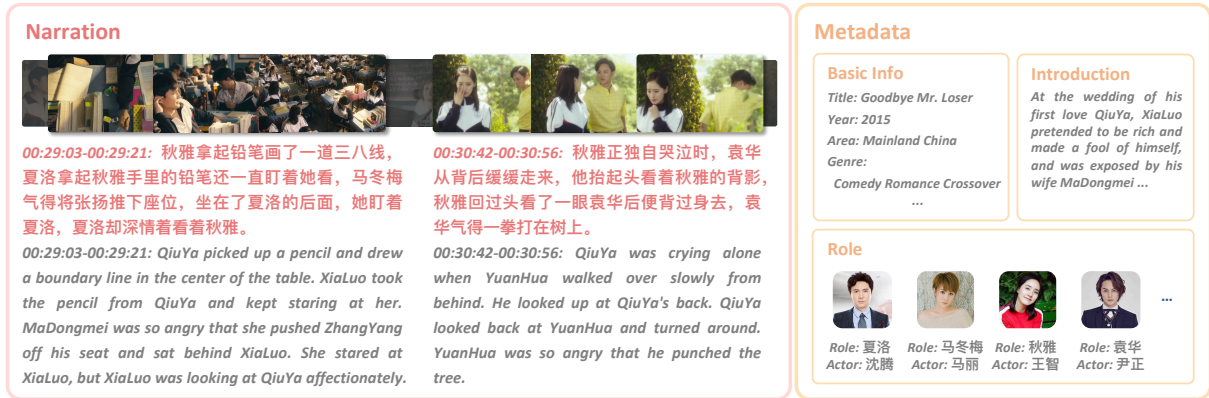 Narration
00:29:03-00:29:21: 秋雅拿起铅笔画了一道三八线，
夏洛拿起秋雅手里的铅笔还一直盯着她看，马冬梅
气得将张扬推下座位，坐在了夏洛的后面，她盯着
夏洛，夏洛却深情着看着秋雅。
00:29:03-00:29:21: QiuYa picked up a pencil and drew
a boundary line in the center of the table. XiaLuo took
the pencil from QiuYa and kept staring at her.
MaDongmei was so angry that she pushed ZhangYang
off his seat and sat behind XiaLuo. She stared at
XiaLuo, but XiaLuo was looking at QiuYa affectionately.
00:30:42-00:30:56: 秋雅正独自哭泣时，袁华
从背后缓缓走来，他抬起头看着秋雅的背影，
秋雅回过头看了一眼袁华后便背过身去，袁
华气得一拳打在树上。
00:30:42-00:30:56: QiuYa was crying alone
when YuanHua walked over slowly from
behind. He looked up at QiuYa's back. QiuYa
looked back at YuanHua and turned around.
YuanHua was so angry that he punched the
tree.
Metadata
Basic Info
Title: Goodbye Mr. Loser
Year: 2015
Area: Mainland China
Genre:
Comedy Romance Crossover
...
Introduction
At the wedding of his
first love QiuYa, XiaLuo
pretended to be rich and
made a fool of himself,
and was exposed by his
wife MaDongmei ...
Role
...
Role: 夏洛
Actor: 沈腾
Role: 马冬梅
Actor: 马丽
Role: 秋雅
Actor: 王智
Role: 袁华
Actor: 尹正